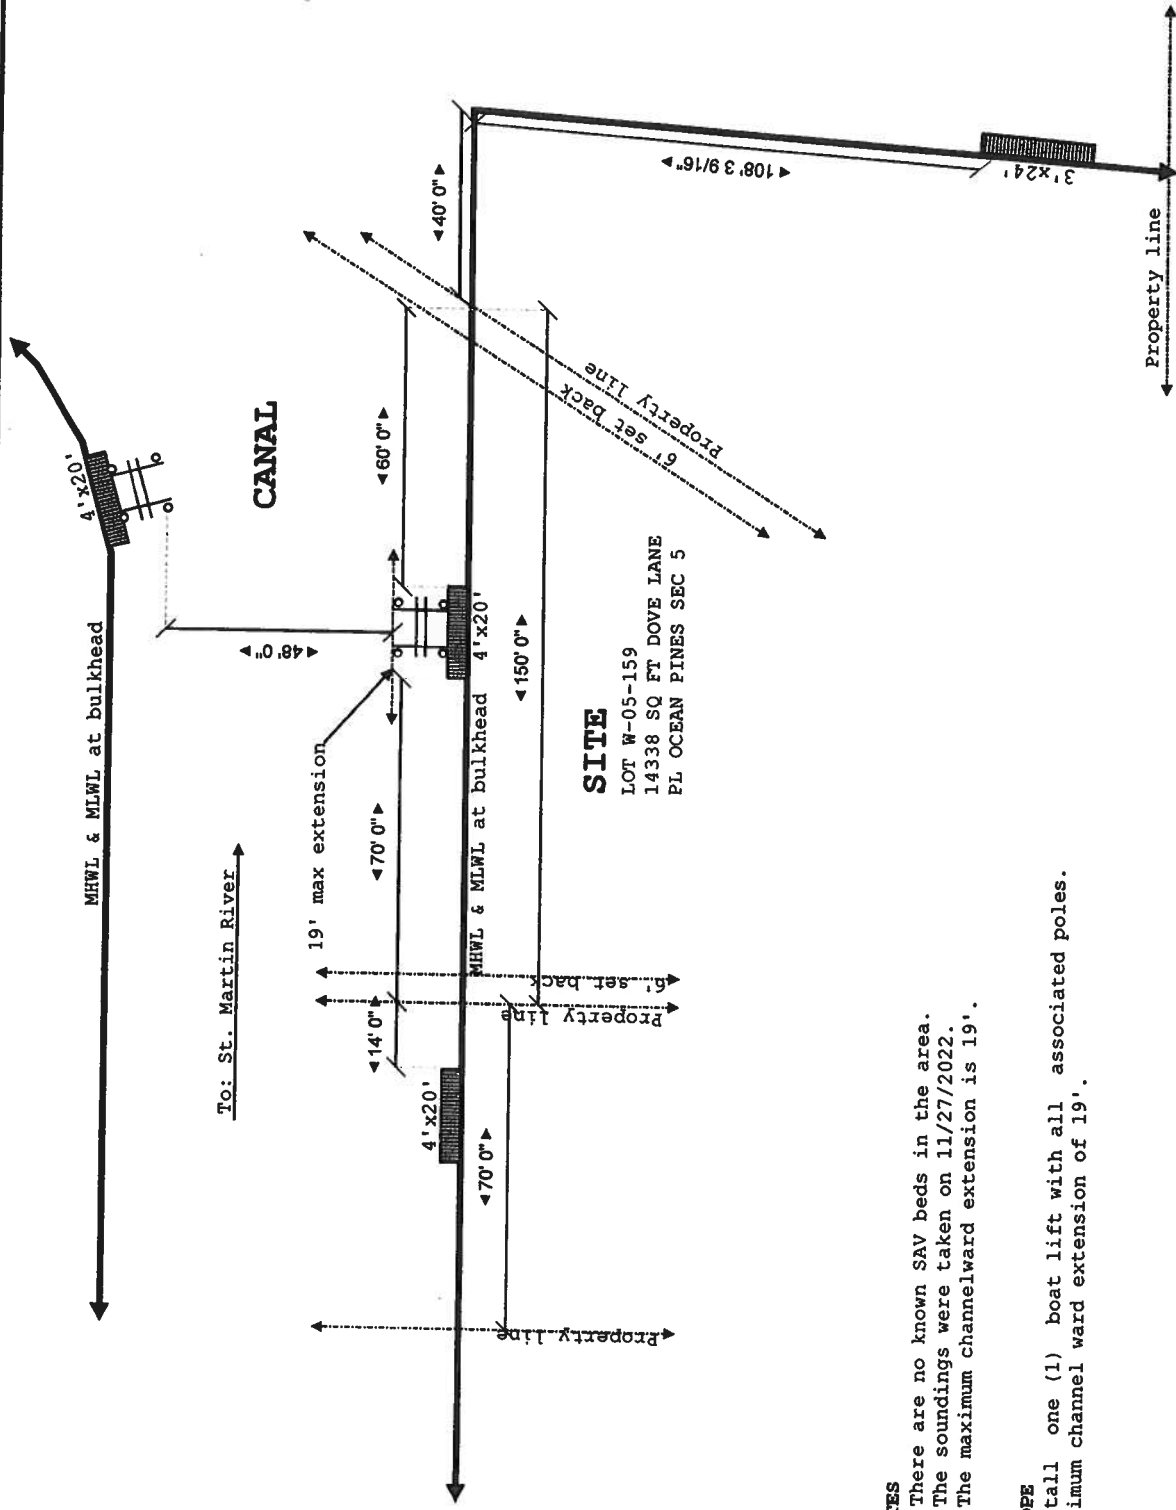 MHWL & MLWL at bulkhead
4'x20'
CANAL
To: St. Martin River
◄48' 0"►
19' max extension
◄60' 0"►
◄40' 0"►
◄70' 0"►
◄14' 0"►
4'x20'
MHWL & MLWL at bulkhead
4'x20'
◄70' 0"►
◄150' 0"►
6' set back
Property line
Property line
6' set back
Property line
◄108' 3 9/16"►
3'x24'
Property line
SITE
LOT W-05-159
14338 SQ FT DOVE LANE
PL OCEAN PINES SEC 5
There are no known SAV beds in the area.
The soundings were taken on 11/27/2022.
The maximum channelward extension is 19'.
tall one (1) boat lift with all associated poles.
imum channel ward extension of 19'.